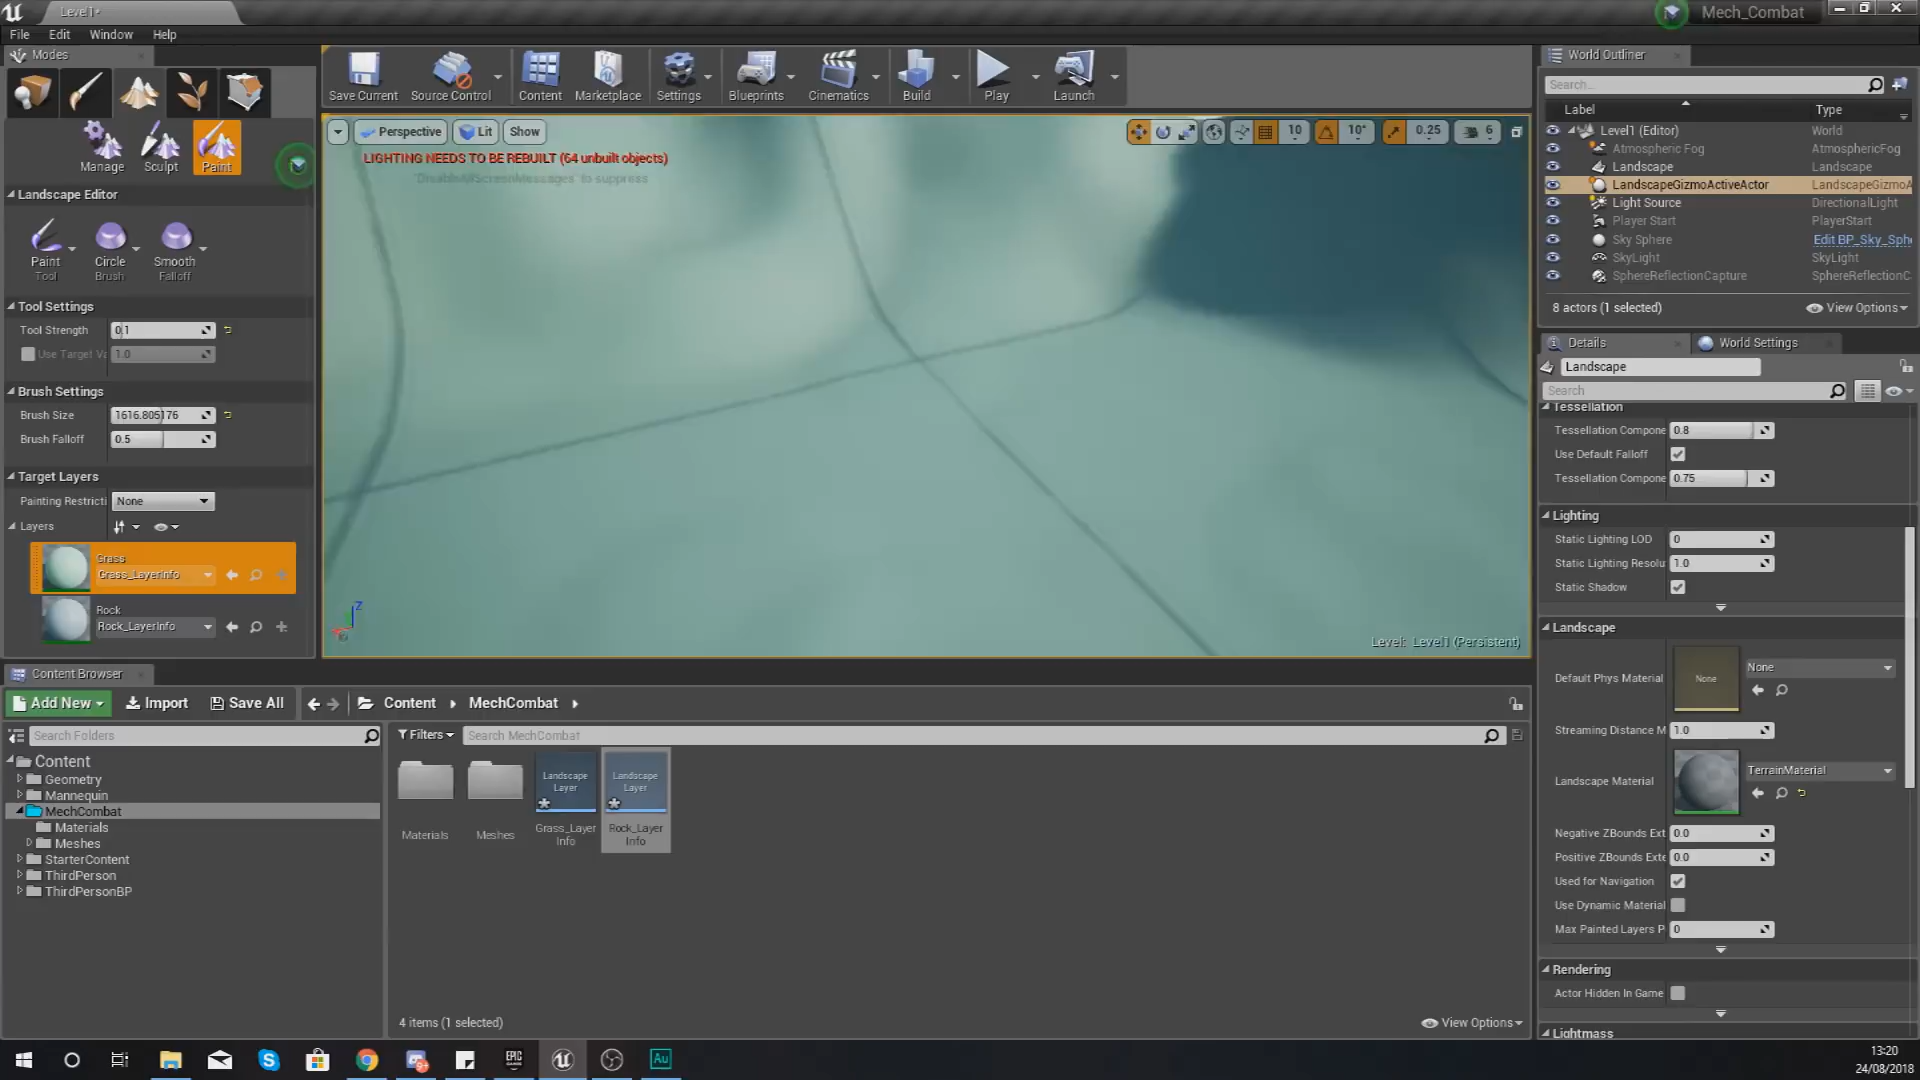 Level1*
Mech_Combat
File Edit Window Help
Modes
Save Current Source Control Content Marketplace Settings Blueprints Cinematics Build Play Launch
Manage Sculpt Paint
Landscape Editor
Paint Circle Smooth
Tool Brush Falloff
Tool Settings
Tool Strength 0.1
Use Target Va 1.0
Brush Settings
Brush Size 1616.805176
Brush Falloff 0.5
Target Layers
Painting Restricti None
Layers
Grass
Grass_LayerInfo
Rock
Rock_LayerInfo
Perspective Lit Show
10 10° 0.25 6
LIGHTING NEEDS TO BE REBUILT (64 unbuilt objects)
'DisableAllScreenMessages' to suppress
Z
Level: Level1 (Persistent)
World Outliner
Search...
Label Type
Level1 (Editor) World
Atmospheric Fog AtmosphericFog
Landscape Landscape
LandscapeGizmoActiveActor LandscapeGizmoA
Light Source DirectionalLight
Player Start PlayerStart
Sky Sphere Edit BP_Sky_Sph
SkyLight SkyLight
SphereReflectionCapture SphereReflectionC
8 actors (1 selected) View Options
Details World Settings
Landscape
Search
Tessellation
Tessellation Compone 0.8
Use Default Falloff
Tessellation Compone 0.75
Lighting
Static Lighting LOD 0
Static Lighting Resolu 1.0
Static Shadow
Landscape
Default Phys Material None None
Streaming Distance M 1.0
Landscape Material TerrainMaterial
Negative ZBounds Ext 0.0
Positive ZBounds Exte 0.0
Used for Navigation
Use Dynamic Material
Max Painted Layers P 0
Rendering
Actor Hidden In Game
Lightmass
Content Browser
Add New Import Save All Content MechCombat
Search Folders
Filters Search MechCombat
Content
Geometry
Mannequin
MechCombat
Materials
Meshes
StarterContent
ThirdPerson
ThirdPersonBP
Landscape Layer
Landscape Layer
Materials Meshes Grass_Layer Info Rock_Layer Info
4 items (1 selected) View Options
9+
EPIC
Au
13:20
24/08/2018